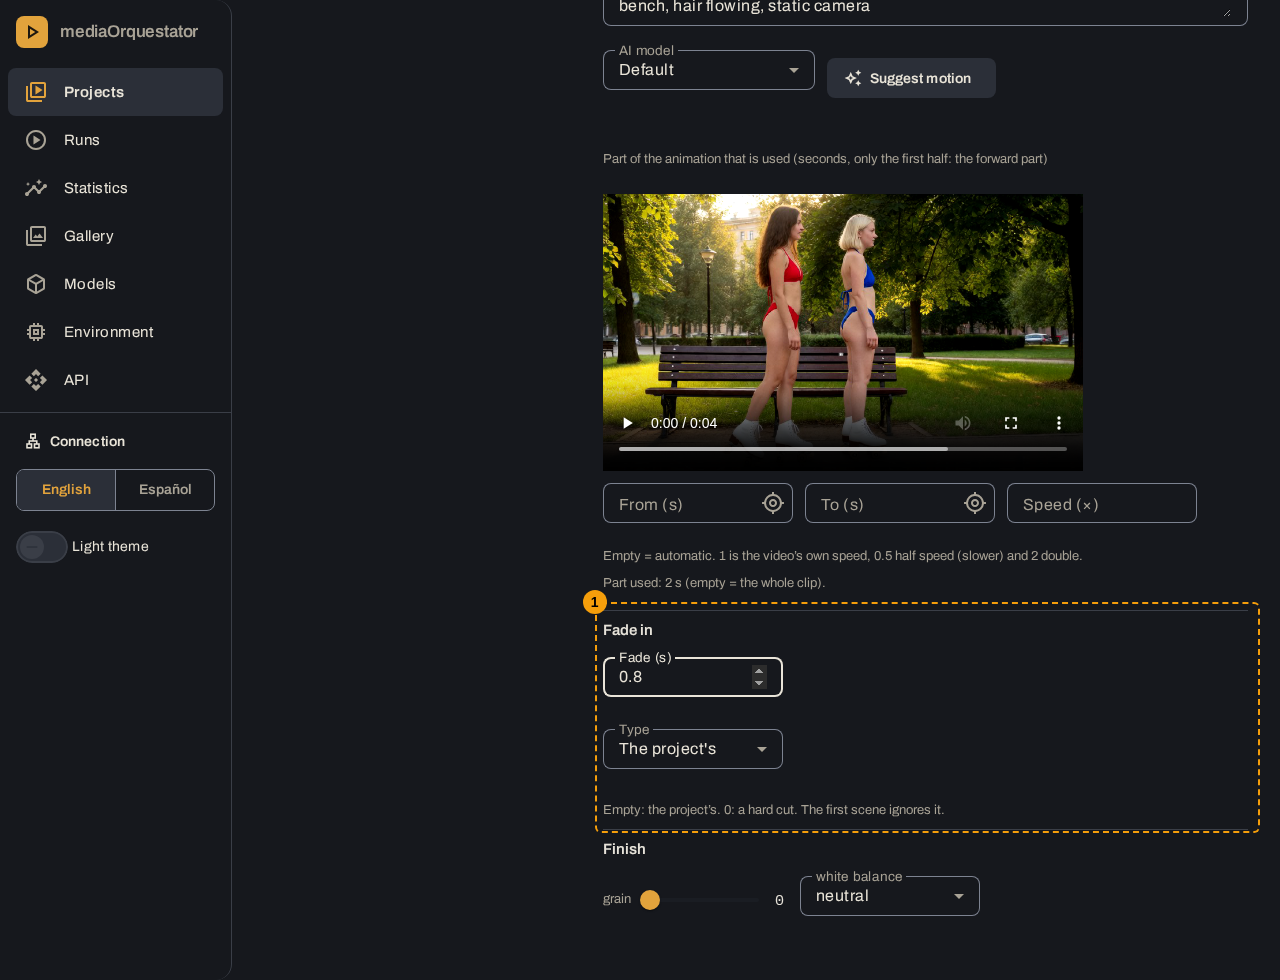 mediaOrquestator
Projects
Runs
Statistics
Gallery
Models
Environment
API
Connection
English
Español
Light theme
bench, hair flowing, static camera
AI model
Default
Suggest motion
Part of the animation that is used (seconds, only the first half: the forward part)
0:00 / 0:04
From (s)
To (s)
Speed (×)
Empty = automatic. 1 is the video’s own speed, 0.5 half speed (slower) and 2 double.
Part used: 2 s (empty = the whole clip).
1
Fade in
Fade (s)
0.8
Type
The project's
Empty: the project’s. 0: a hard cut. The first scene ignores it.
Finish
grain
0
white balance
neutral